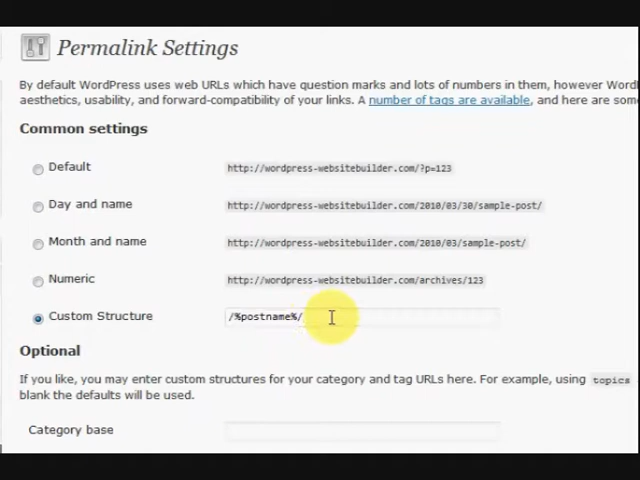 Permalink Settings
By default WordPress uses web URLs which have question marks and lots of numbers in them, however Word
aesthetics, usability, and forward-compatibility of your links. A number of tags are available, and here are some
Common settings
Default http://wordpress-websitebuilder.com/?p=123
Day and name http://wordpress-websitebuilder.com/2010/03/30/sample-post/
Month and name http://wordpress-websitebuilder.com/2010/03/sample-post/
Numeric http://wordpress-websitebuilder.com/archives/123
Custom Structure /%postname%/
Optional
If you like, you may enter custom structures for your category and tag URLs here. For example, using topics
blank the defaults will be used.
Category base